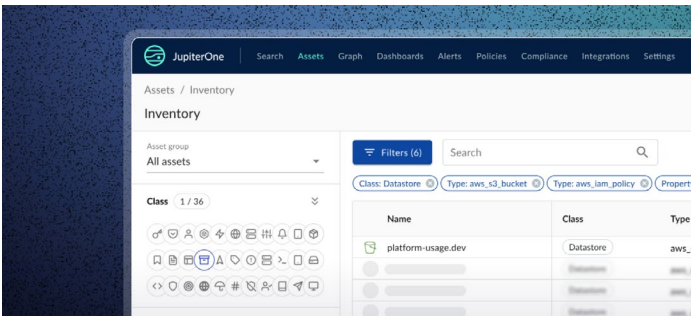 JupiterOne Search Assets Graph Dashboards Alerts Policies Compliance Integrations Settings
Assets / Inventory
Inventory
Asset group
All assets
Filters (6) Search
Class: Datastore Type: aws_s3_bucket Type: aws_iam_policy Propert
Class 1 / 36
Name Class Type
platform-usage.dev Datastore aws_